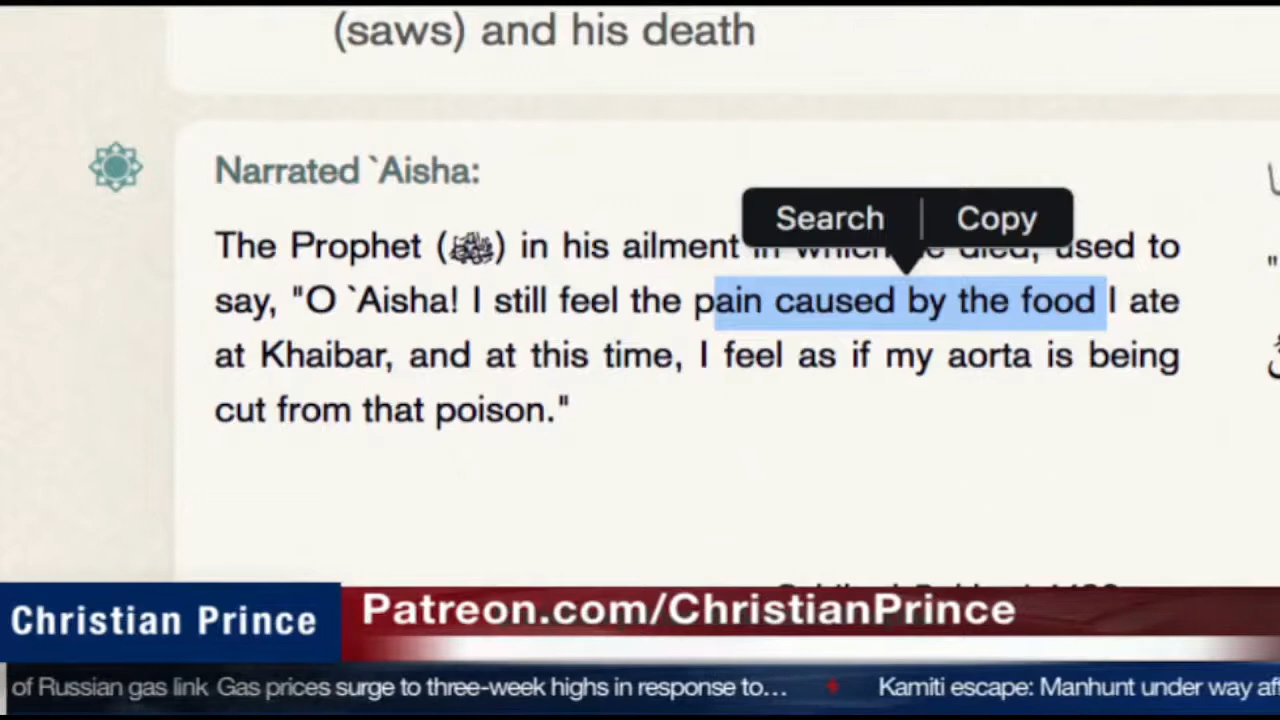 (saws) and his death
Narrated `Aisha:
Search Copy
The Prophet (ﷺ) in his ailment in which he died, used to
say, "O `Aisha! I still feel the pain caused by the food I ate
at Khaibar, and at this time, I feel as if my aorta is being
cut from that poison."
Christian Prince
Patreon.com/ChristianPrince
of Russian gas link Gas prices surge to three-week highs in response to... Kamiti escape: Manhunt under way